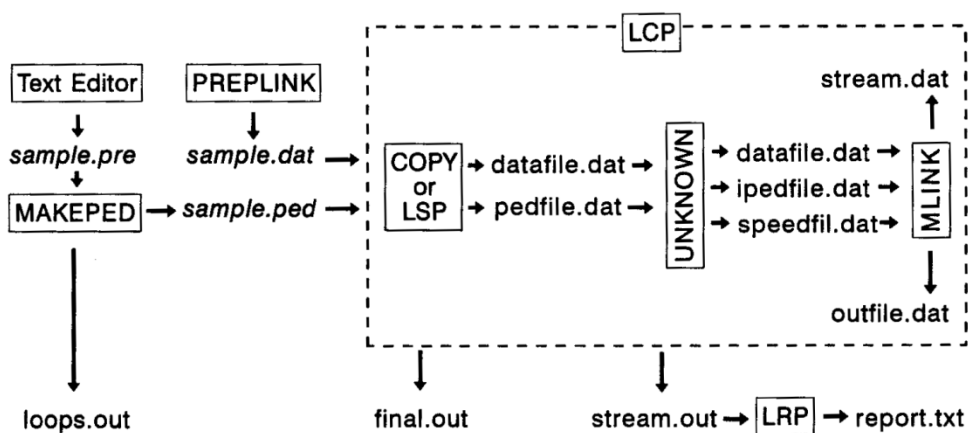 LCP
Text Editor PREPLINK stream.dat
sample.pre sample.dat COPY or LSP datafile.dat UNKNOWN datafile.dat MLINK
MAKEPED sample.ped pedfile.dat ipedfile.dat
speedfil.dat
outfile.dat
loops.out final.out stream.out LRP report.txt